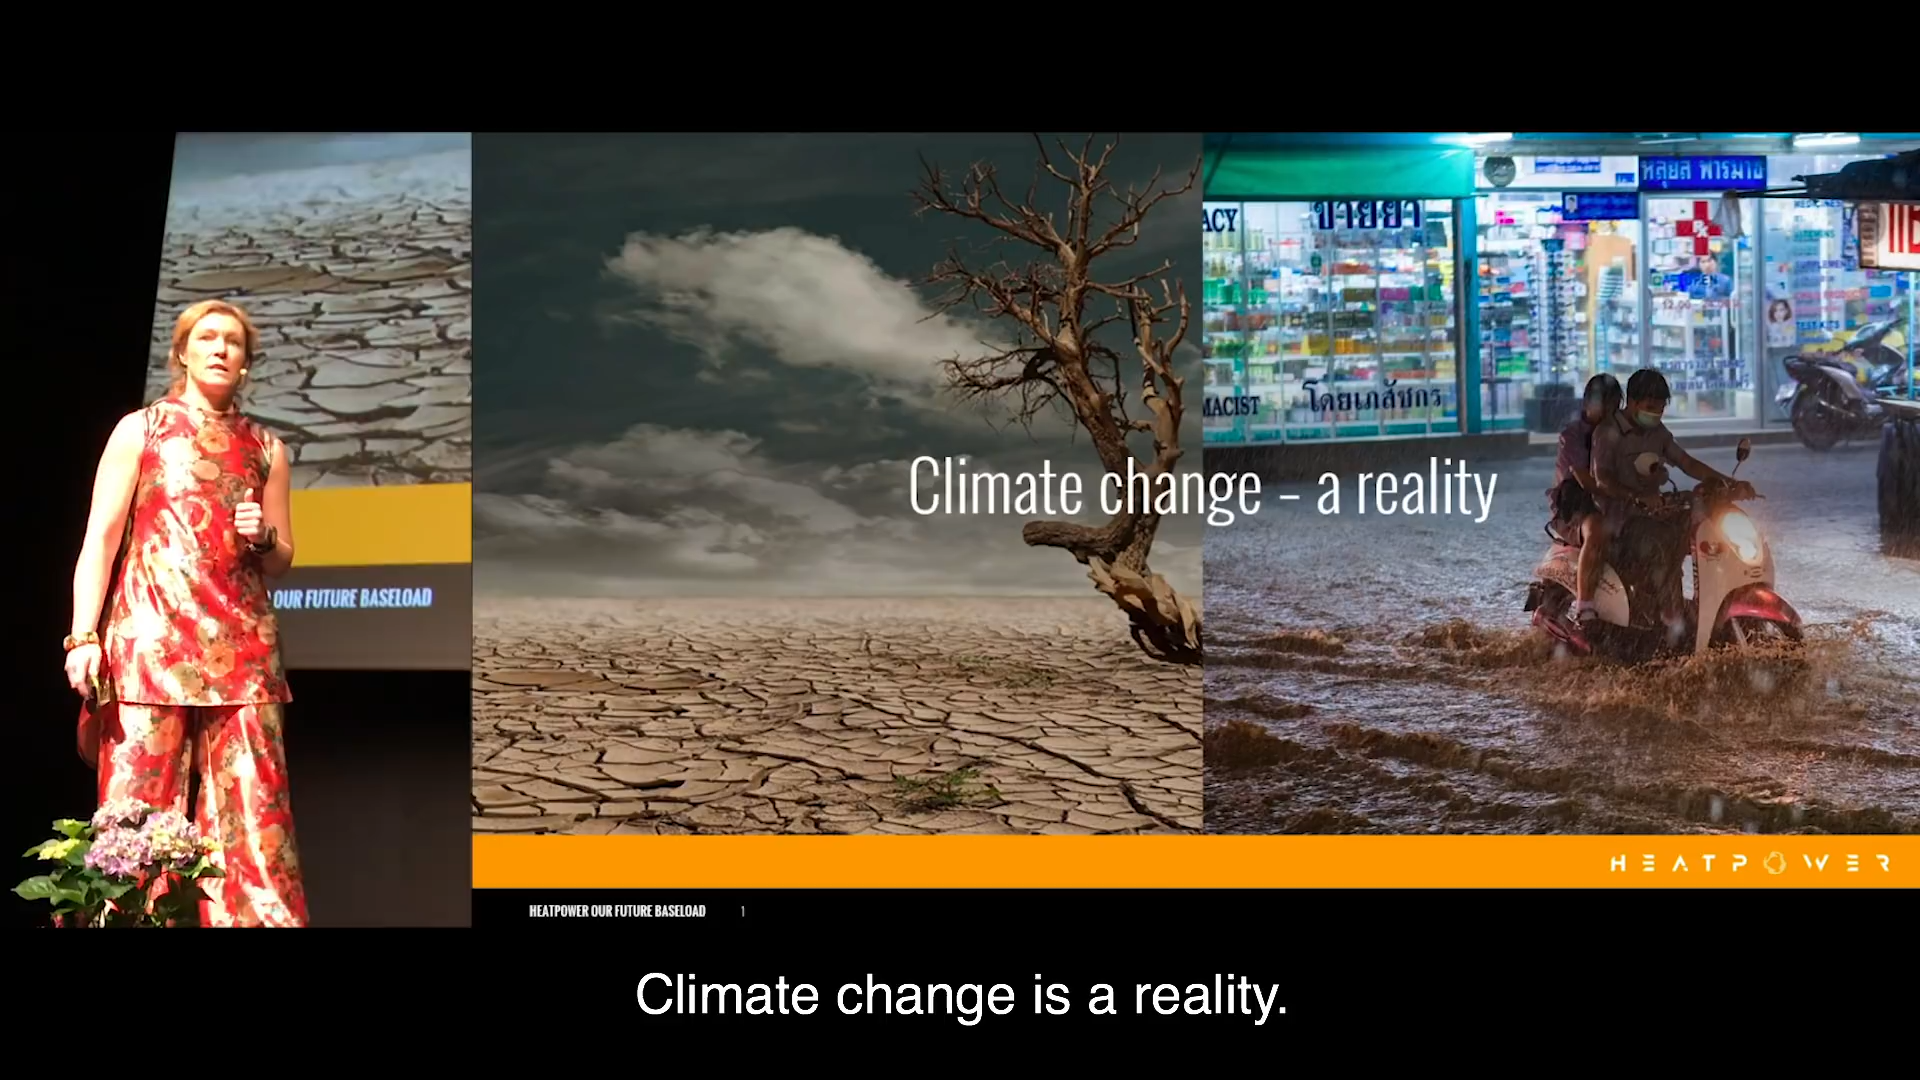 หลุยส์ ฟาร์มาซี
ACY
ขายยา
OPEN
MACIST
โดยเภสัชกร
Climate change – a reality
OUR FUTURE BASELOAD
HEATPOWER
HEATPOWER OUR FUTURE BASELOAD 1
Climate change is a reality.